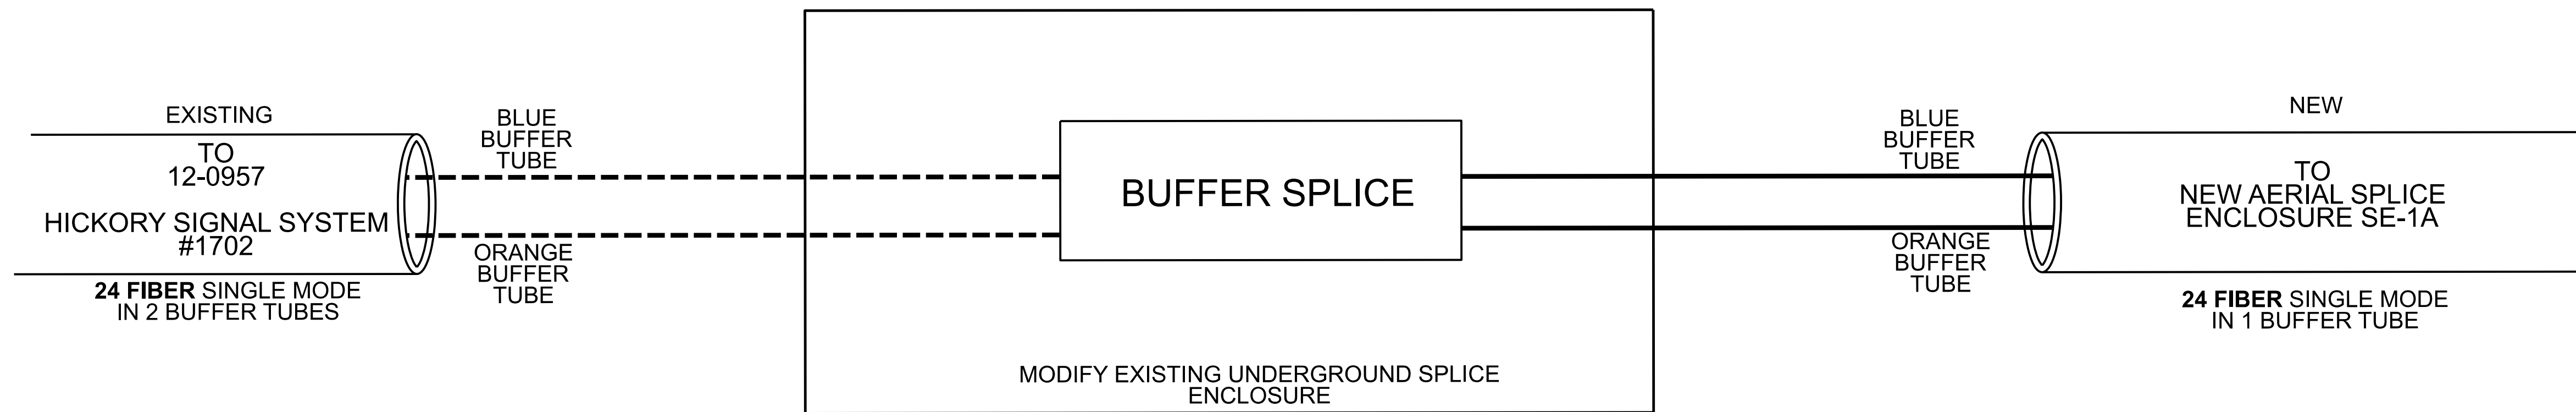 EXISTING
TO
12-0957
HICKORY SIGNAL SYSTEM
#1702
24 FIBER SINGLE MODE
IN 2 BUFFER TUBES
BLUE
BUFFER
TUBE
ORANGE
BUFFER
TUBE
BUFFER SPLICE
MODIFY EXISTING UNDERGROUND SPLICE
ENCLOSURE
BLUE
BUFFER
TUBE
ORANGE
BUFFER
TUBE
NEW
TO
NEW AERIAL SPLICE
ENCLOSURE SE-1A
24 FIBER SINGLE MODE
IN 1 BUFFER TUBE